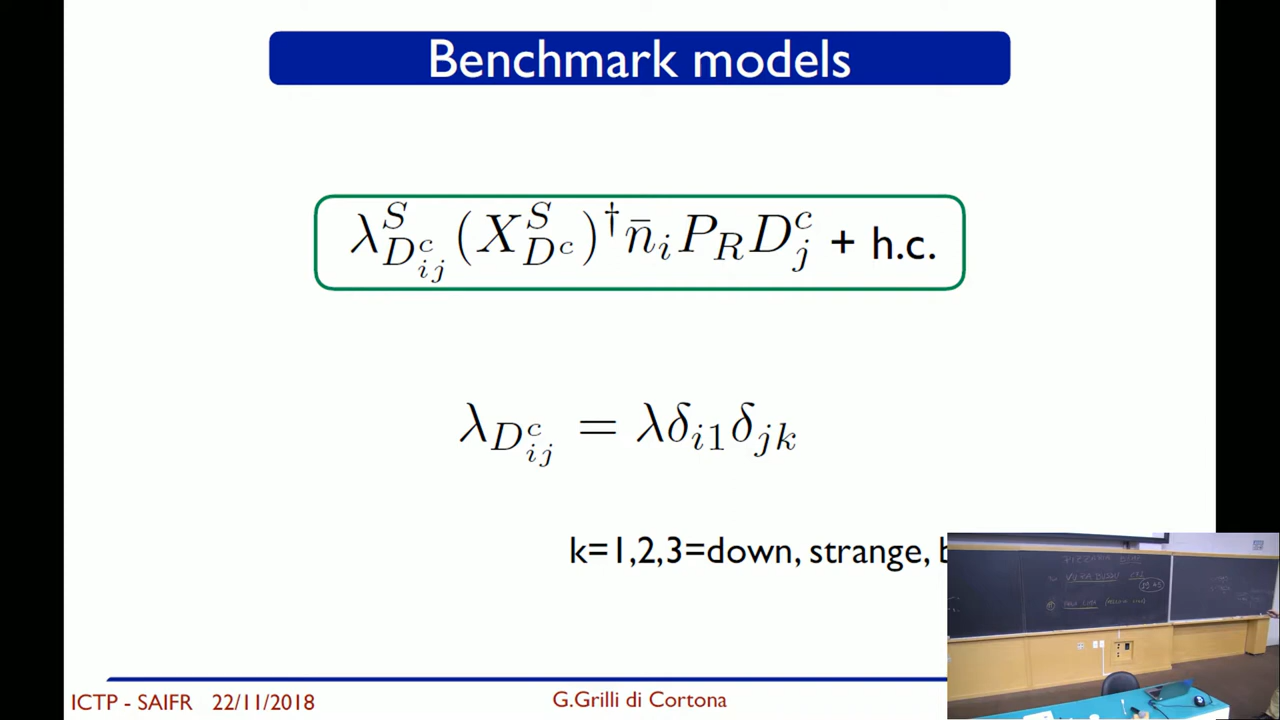 Benchmark models
λ^S_{D^c_{ij}} (X^S_{D^c})^† n̄_i P_R D^c_j + h.c.
λ_{D^c_{ij}} = λδ_{i1}δ_{jk}
k=1,2,3=down, strange,
ICTP - SAIFR 22/11/2018
G.Grilli di Cortona